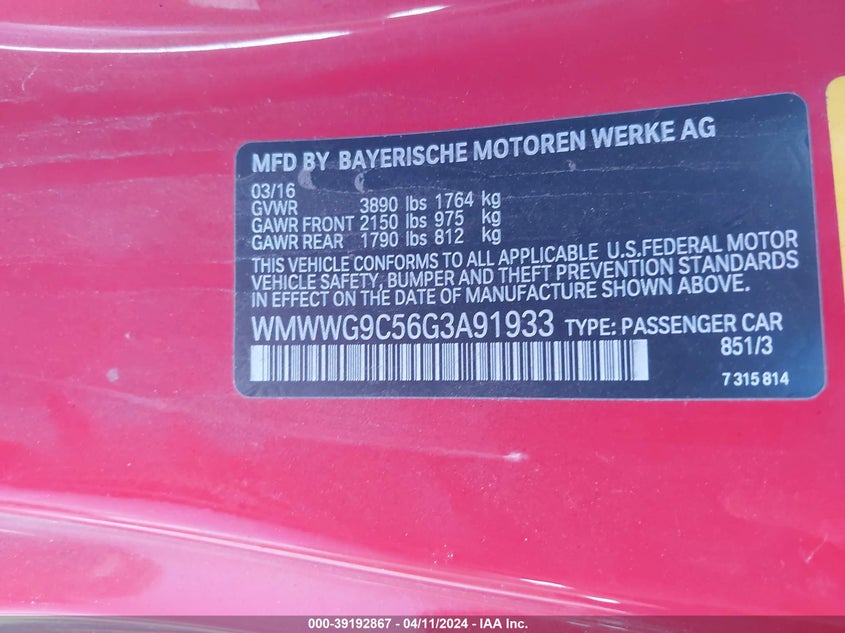 MFD BY BAYERISCHE MOTOREN WERKE AG
03/16
GVWR 3890 lbs 1764 kg
GAWR FRONT 2150 lbs 975 kg
GAWR REAR 1790 lbs 812 kg
THIS VEHICLE CONFORMS TO ALL APPLICABLE U.S.FEDERAL MOTOR
VEHICLE SAFETY, BUMPER AND THEFT PREVENTION STANDARDS
IN EFFECT ON THE DATE OF MANUFACTURE SHOWN ABOVE.
WMWWG9C56G3A91933 TYPE: PASSENGER CAR
851/3
7 315 814
000-39192867 / 04/11/2024 - IAA Inc.